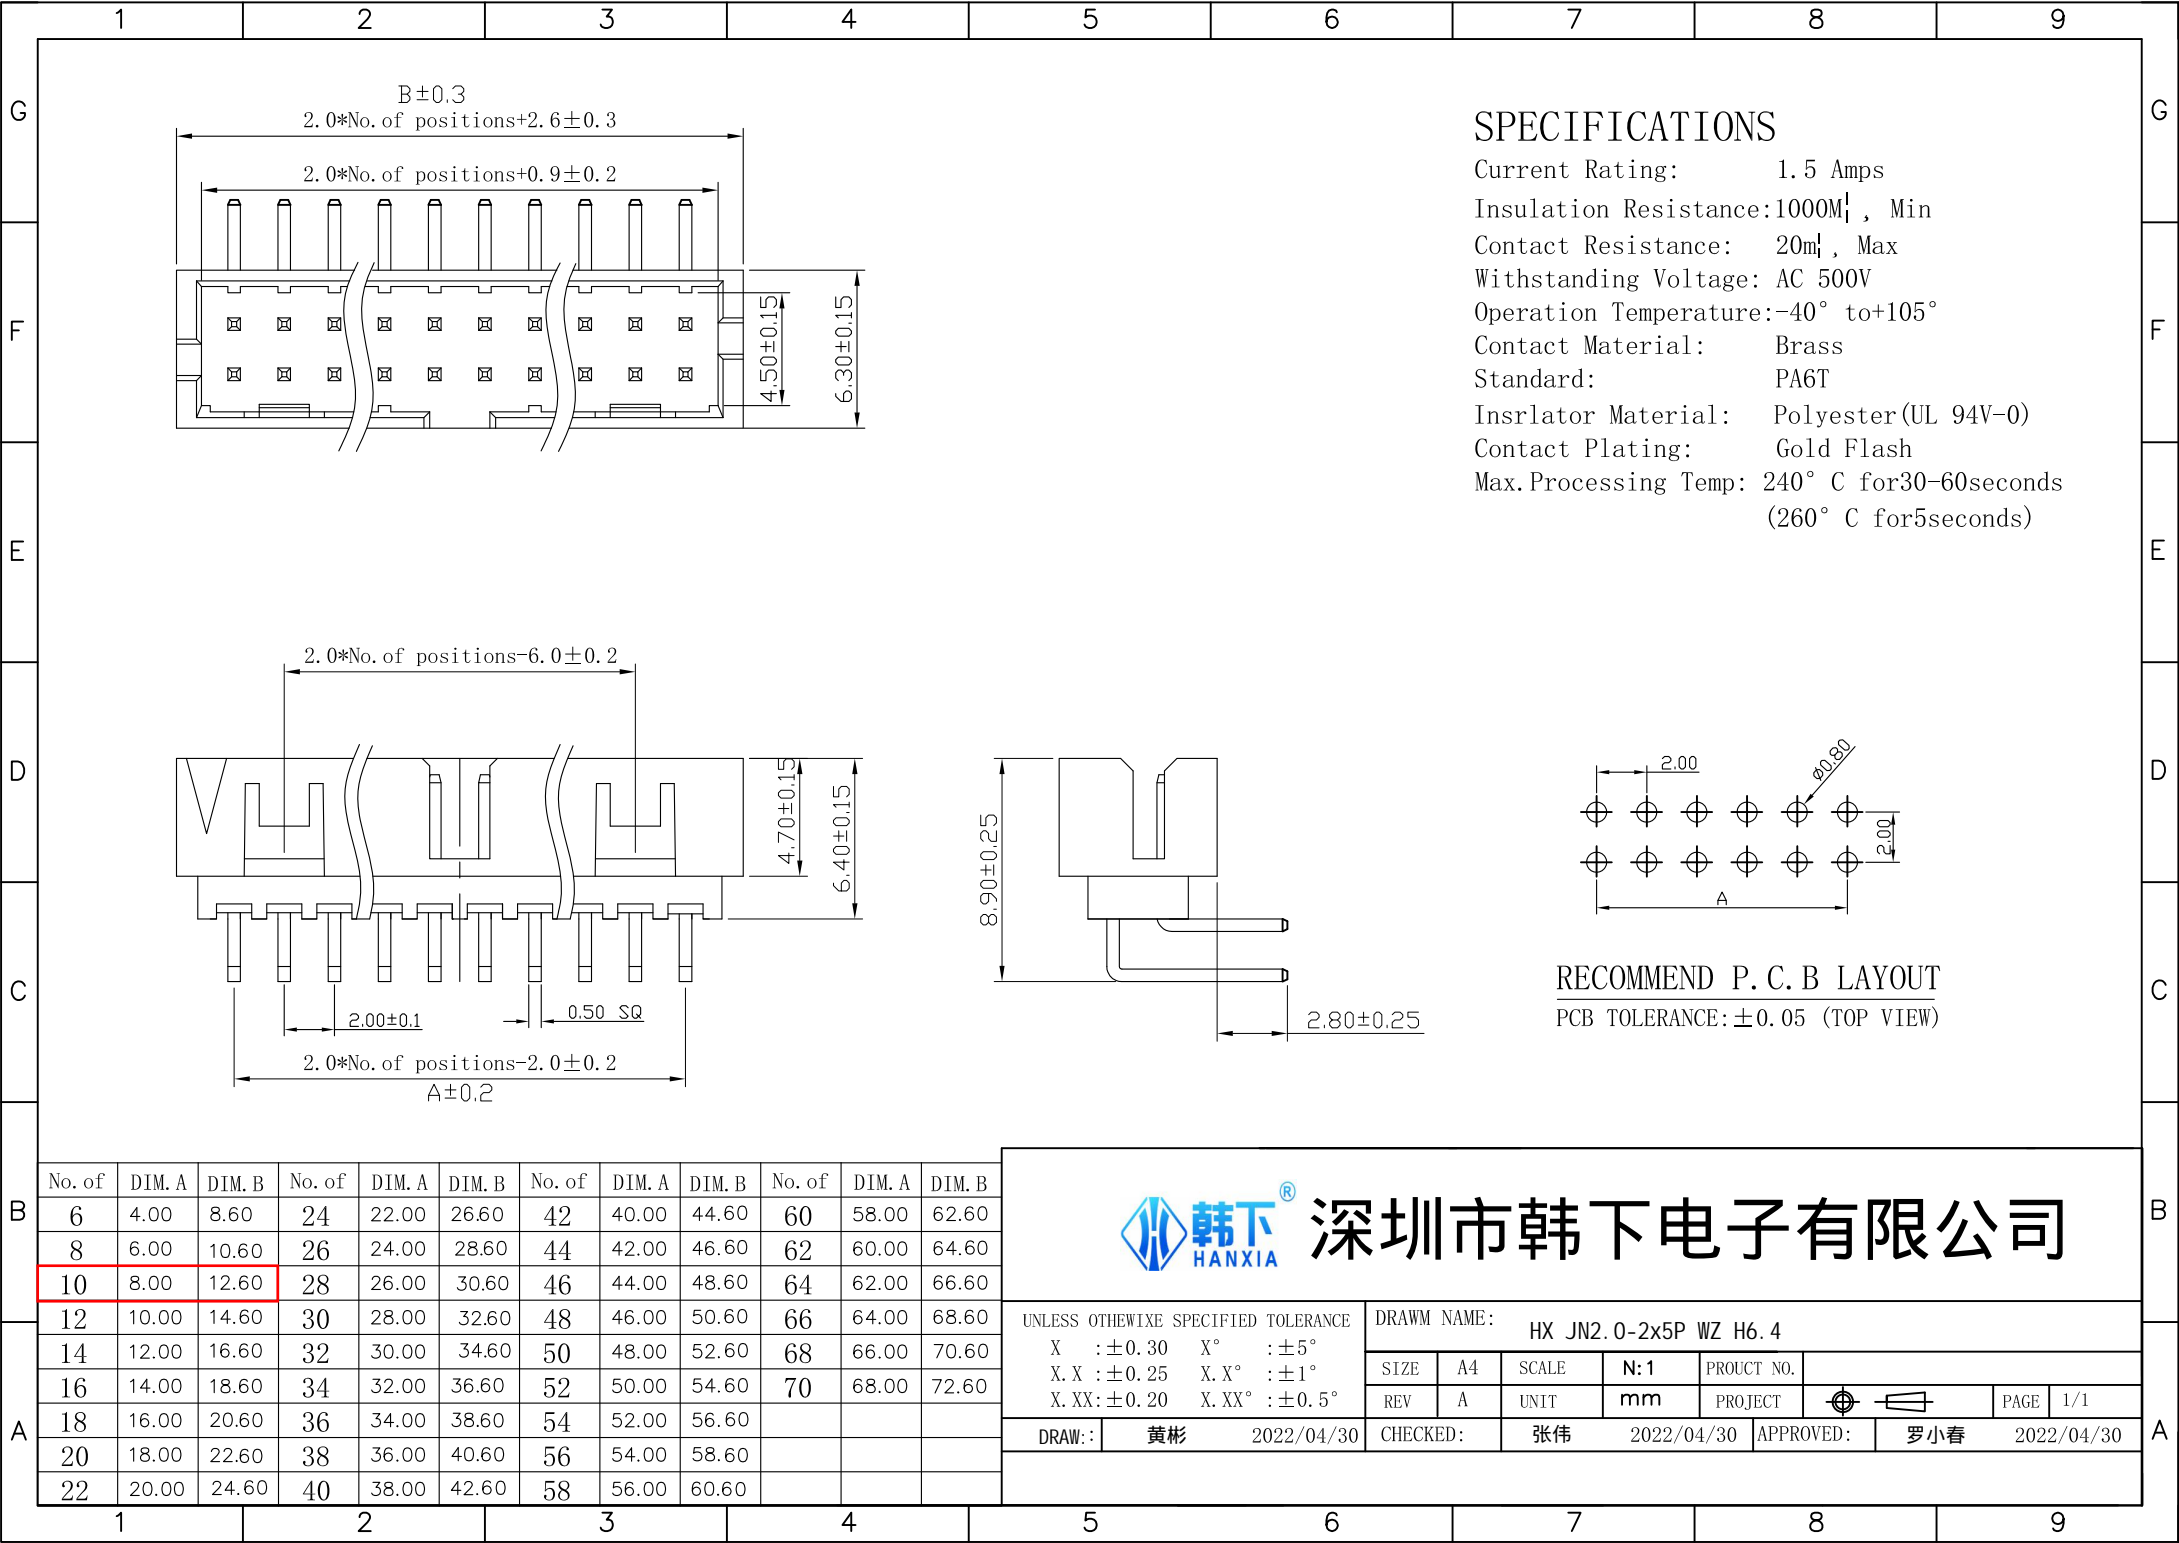 1 2 3 4 5 6 7 8 9
G G
F F
E E
D D
C C
B B
A A
B±0.3
2.0*No.of positions+2.6±0.3
2.0*No.of positions+0.9±0.2
4.50±0.15
6.30±0.15
SPECIFICATIONS
Current Rating: 1.5 Amps
Insulation Resistance:1000M¦ , Min
Contact Resistance: 20m¦ , Max
Withstanding Voltage: AC 500V
Operation Temperature:-40° to+105°
Contact Material: Brass
Standard: PA6T
Insrlator Material: Polyester(UL 94V-0)
Contact Plating: Gold Flash
Max.Processing Temp: 240° C for30-60seconds
(260° C for5seconds)
2.0*No.of positions-6.0±0.2
4.70±0.15
6.40±0.15
2.00±0.1
0.50 SQ
2.0*No.of positions-2.0±0.2
A±0.2
8.90±0.25
2.80±0.25
2.00
ø0.80
2.00
A
RECOMMEND P.C.B LAYOUT
PCB TOLERANCE:±0.05 (TOP VIEW)
No.of DIM.A DIM.B No.of DIM.A DIM.B No.of DIM.A DIM.B No.of DIM.A DIM.B
6 4.00 8.60 24 22.00 26.60 42 40.00 44.60 60 58.00 62.60
8 6.00 10.60 26 24.00 28.60 44 42.00 46.60 62 60.00 64.60
10 8.00 12.60 28 26.00 30.60 46 44.00 48.60 64 62.00 66.60
12 10.00 14.60 30 28.00 32.60 48 46.00 50.60 66 64.00 68.60
14 12.00 16.60 32 30.00 34.60 50 48.00 52.60 68 66.00 70.60
16 14.00 18.60 34 32.00 36.60 52 50.00 54.60 70 68.00 72.60
18 16.00 20.60 36 34.00 38.60 54 52.00 56.60
20 18.00 22.60 38 36.00 40.60 56 54.00 58.60
22 20.00 24.60 40 38.00 42.60 58 56.00 60.60
韩下® HANXIA 深圳市韩下电子有限公司
UNLESS OTHEWIXE SPECIFIED TOLERANCE
X :±0.30 X° :±5°
X.X :±0.25 X.X° :±1°
X.XX:±0.20 X.XX° :±0.5°
DRAWM NAME: HX JN2.0-2x5P WZ H6.4
SIZE A4 SCALE N:1 PROUCT NO.
REV A UNIT mm PROJECT PAGE 1/1
DRAW:: 黄彬 2022/04/30 CHECKED: 张伟 2022/04/30 APPROVED: 罗小春 2022/04/30
1 2 3 4 5 6 7 8 9